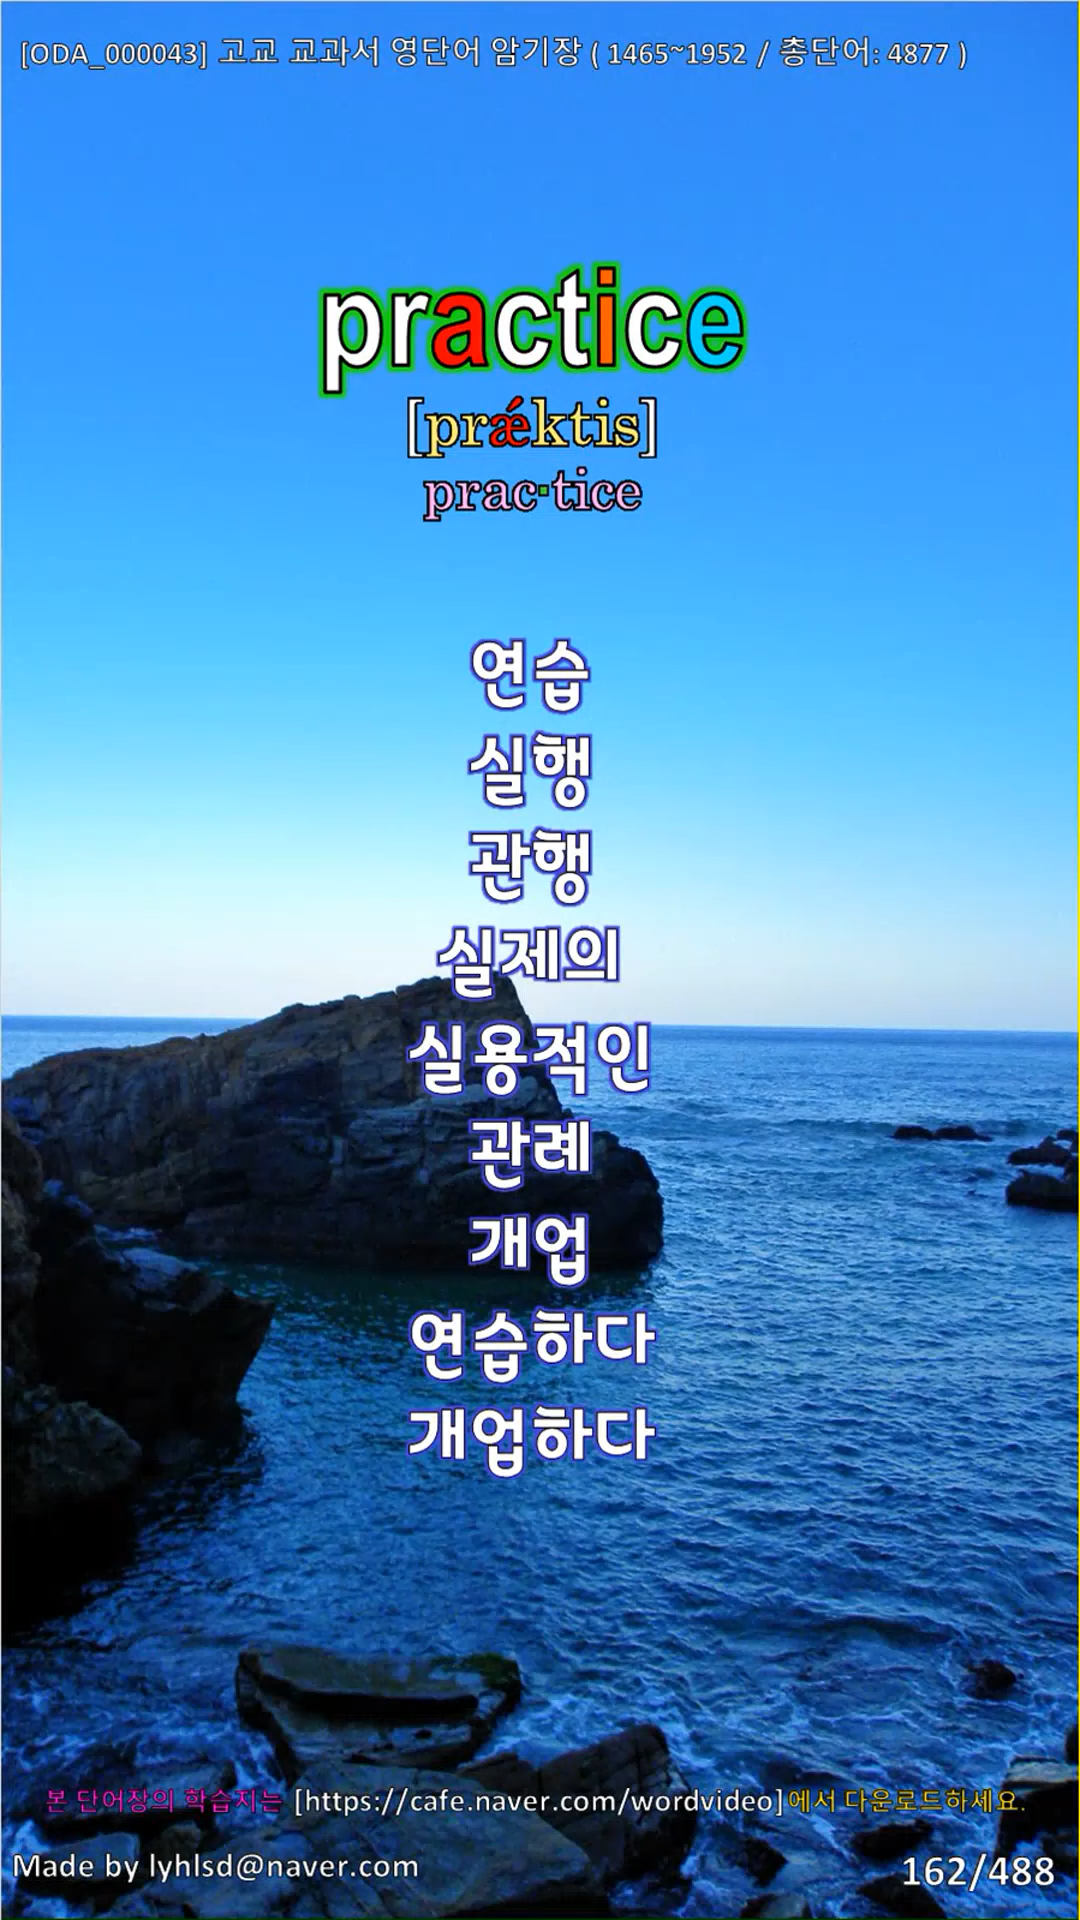 [ODA_000043] 고교 교과서 영단어 암기장 ( 1465~1952 / 총단어: 4877 )
practice
[prǽktis]
prac·tice
연습
실행
관행
실제의
실용적인
관례
개업
연습하다
개업하다
본 단어장의 학습지는 [https://cafe.naver.com/wordvideo]에서 다운로드하세요.
Made by lyhlsd@naver.com
162/488